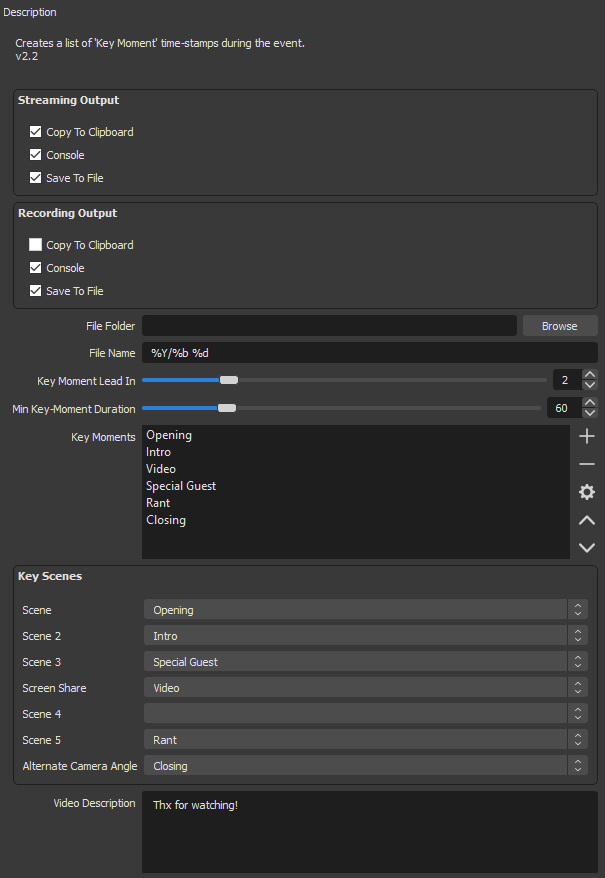 Description
Creates a list of 'Key Moment' time-stamps during the event.
v2.2
Streaming Output
Copy To Clipboard
Console
Save To File
Recording Output
Copy To Clipboard
Console
Save To File
File Folder
Browse
File Name %Y/%b %d
Key Moment Lead In 2
Min Key-Moment Duration 60
Key Moments
Opening
Intro
Video
Special Guest
Rant
Closing
Key Scenes
Scene Opening
Scene 2 Intro
Scene 3 Special Guest
Screen Share Video
Scene 4
Scene 5 Rant
Alternate Camera Angle Closing
Video Description Thx for watching!